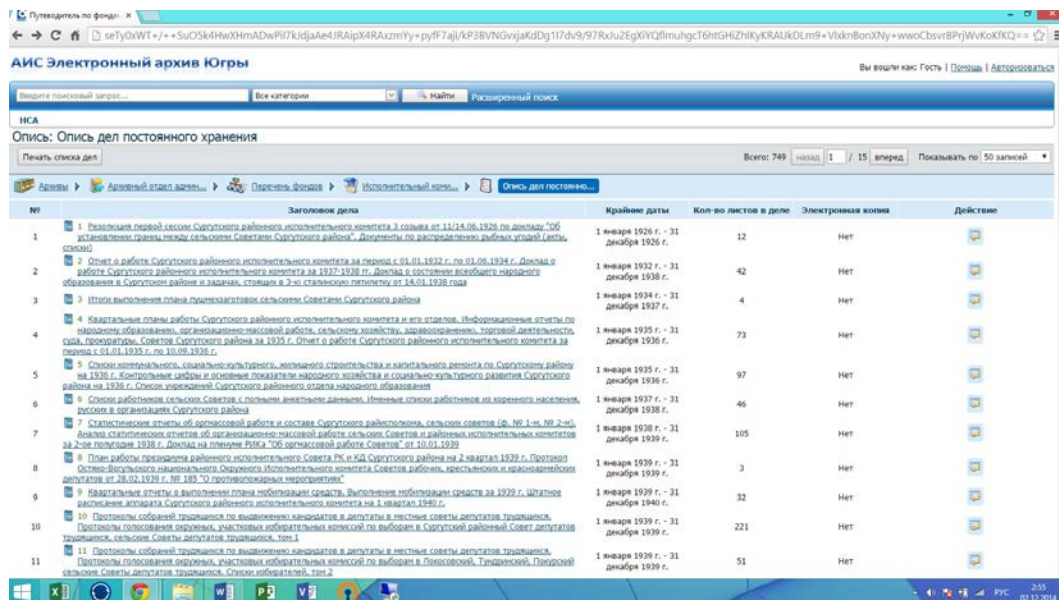 Путеводитель по фонда...
АИС Электронный архив Югры
Вы вошли как: Гость | Помощь | Авторизоваться
Введите поисковый запрос... Все категории Найти Расширенный поиск
НСА
Опись: Опись дел постоянного хранения
Печать списка дел Всего: 749 назад 1 / 15 вперед Показывать по 50 записей
Архивы Архивный отдел админ... Перечень фондов Исполнительный коми... Опись дел постоянно...
№ Заголовок дела Крайние даты Кол-во листов в деле Электронная копия Действие
1 Резолюция первой сессии Сургутского районного исполнительного комитета 3 созыва от 11/14.06.1926 по докладу "Об
1 установлении границ между сельскими Советами Сургутского района". Документы по распределению рыбных угодий (акты,
списки)
1 января 1926 г. - 31
декабря 1926 г.
12 Нет
2 Отчет о работе Сургутского районного исполнительного комитета за период с 01.01.1932 г. по 01.06.1934 г. Доклад о
2 работе Сургутского районного исполнительного комитета за 1937-1938 гг. Доклад о состоянии всеобщего народного
образования в Сургутском районе и задачах, стоящих в 3-ю сталинскую пятилетку от 14.01.1938 года
1 января 1932 г. - 31
декабря 1938 г.
42 Нет
3 3 Итоги выполнения плана пушмехзаготовок сельскими Советами Сургутского района
1 января 1934 г. - 31
декабря 1937 г.
4 Нет
4 Квартальные планы работы Сургутского районного исполнительного комитета и его отделов. Информационные отчеты по
4 народному образованию, организационно-массовой работе, сельскому хозяйству, здравоохранению, торговой деятельности,
суда, прокуратуры, Советов Сургутского района за 1935 г. Отчет о работе Сургутского районного исполнительного комитета за
период с 01.01.1935 г. по 10.09.1936 г.
1 января 1935 г. - 31
декабря 1936 г.
73 Нет
5 Списки коммунального, социально-культурного, жилищного строительства и капитального ремонта по Сургутскому району
5 на 1936 г. Контрольные цифры и основные показатели народного хозяйства и социально-культурного развития Сургутского
района на 1936 г. Список учреждений Сургутского районного отдела народного образования
1 января 1935 г. - 31
декабря 1936 г.
97 Нет
6 Списки работников сельских Советов с полными анкетными данными. Именные списки работников из коренного населения,
6 русских в организациях Сургутского района
1 января 1937 г. - 31
декабря 1938 г.
46 Нет
7 Статистические отчеты об оргмассовой работе и составе Сургутского райисполкома, сельских советов (ф. № 1-м, № 2-м).
7 Анализ статитических отчетов об организационно-массовой работе сельских Советов и районных исполнительных комитетов
за 2-ое полугодие 1938 г. Доклад на пленуме РИКа "Об оргмассовой работе Советов" от 10.01.1939
1 января 1938 г. - 31
декабря 1939 г.
105 Нет
8 План работы президиума районного исполнительного Совета РК и КД Сургутского района на 2 квартал 1939 г. Протокол
8 Остяко-Вогульского национального Окружного Исполнительного комитета Советов рабочих, крестьянских и красноармейских
депутатов от 28.02.1939 г. № 185 "О противопожарных мероприятиях"
1 января 1939 г. - 31
декабря 1939 г.
3 Нет
9 Квартальные отчеты о выполнении плана мобилизации средств. Выполнение мобилизации средств за 1939 г. Штатное
9 расписание аппарата Сургутского районного исполнительного комитета на 1 квартал 1940 г.
1 января 1939 г. - 31
декабря 1940 г.
32 Нет
10 Протоколы собраний трудящихся по выдвижению кандидатов в депутаты в местные советы депутатов трудящихся.
10 Протоколы голосования окружных, участковых избирательных комиссий по выборам в Сургутский районный Совет депутатов
трудящихся, сельские Советы депутатов трудящихся, том 1
1 января 1939 г. - 31
декабря 1939 г.
221 Нет
11 Протоколы собраний трудящихся по выдвижению кандидатов в депутаты в местные советы депутатов трудящихся.
11 Протоколы голосования окружных, участковых избирательных комиссий по выборам в Локосовский, Тундринский, Покурский
сельские Советы депутатов трудящихся. Списки избирателей, том 2
1 января 1939 г. - 31
декабря 1939 г.
51 Нет
РУС 2:55
02.12.2014